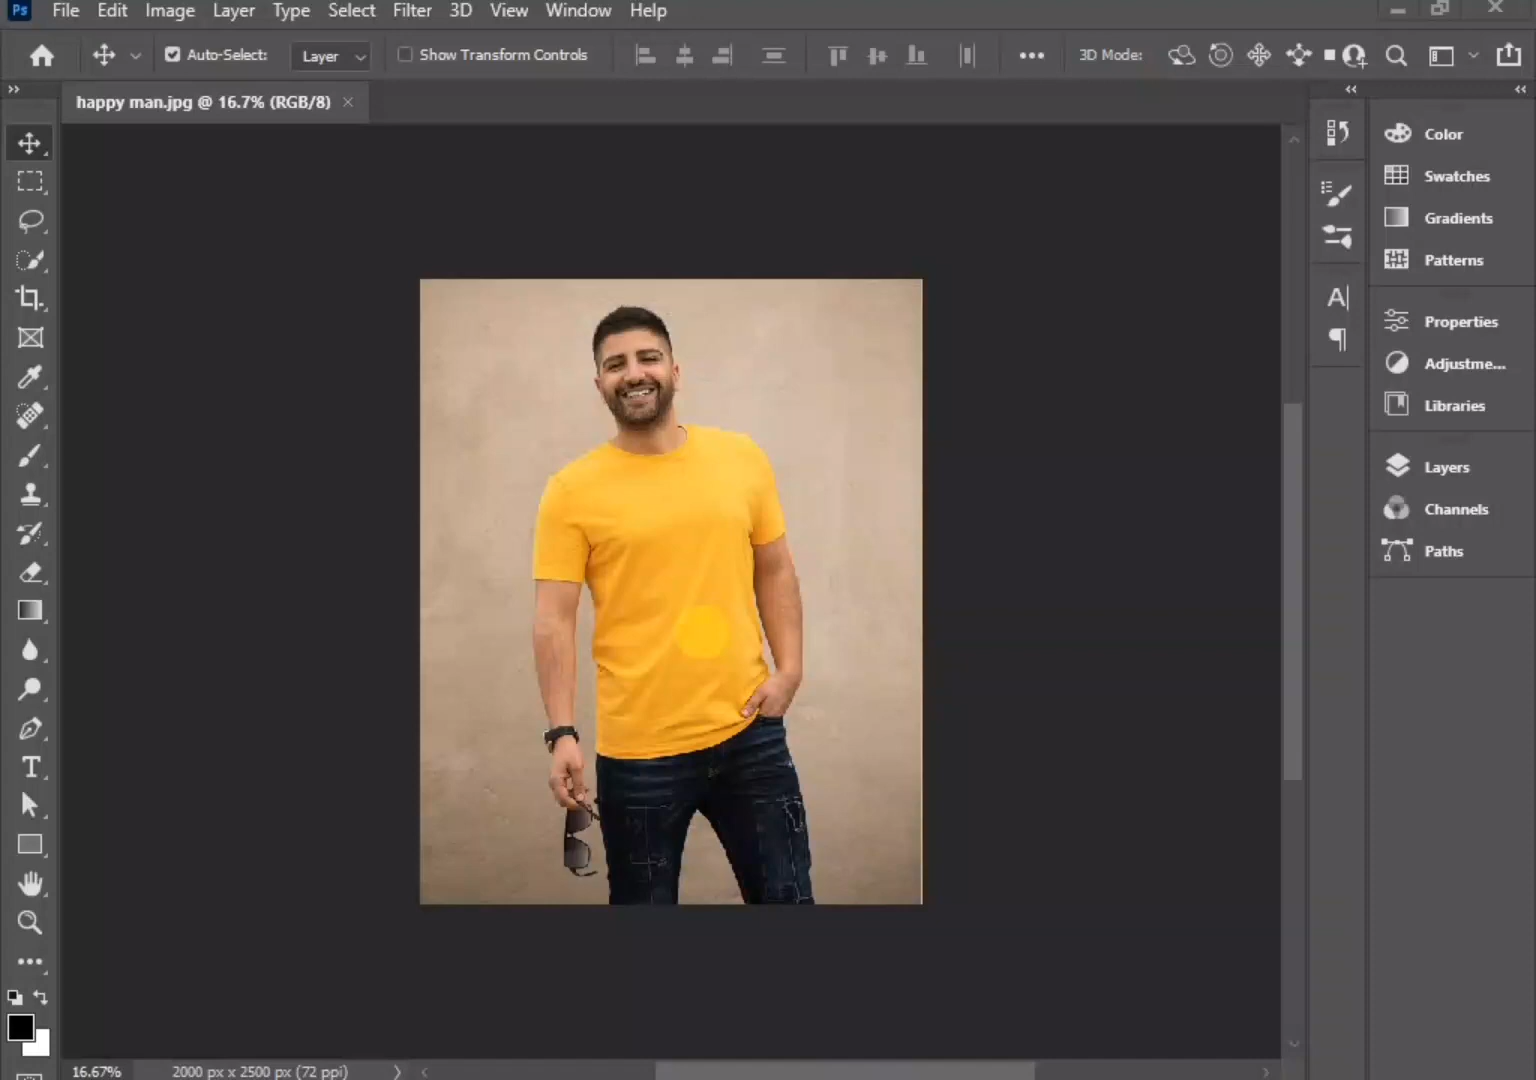 Ps File Edit Image Layer Type Select Filter 3D View Window Help
Auto-Select: Layer Show Transform Controls 3D Mode:
happy man.jpg @ 16.7% (RGB/8)
Color
Swatches
Gradients
Patterns
Properties
Adjustme...
Libraries
Layers
Channels
Paths
16.67% 2000 px x 2500 px (72 ppi)